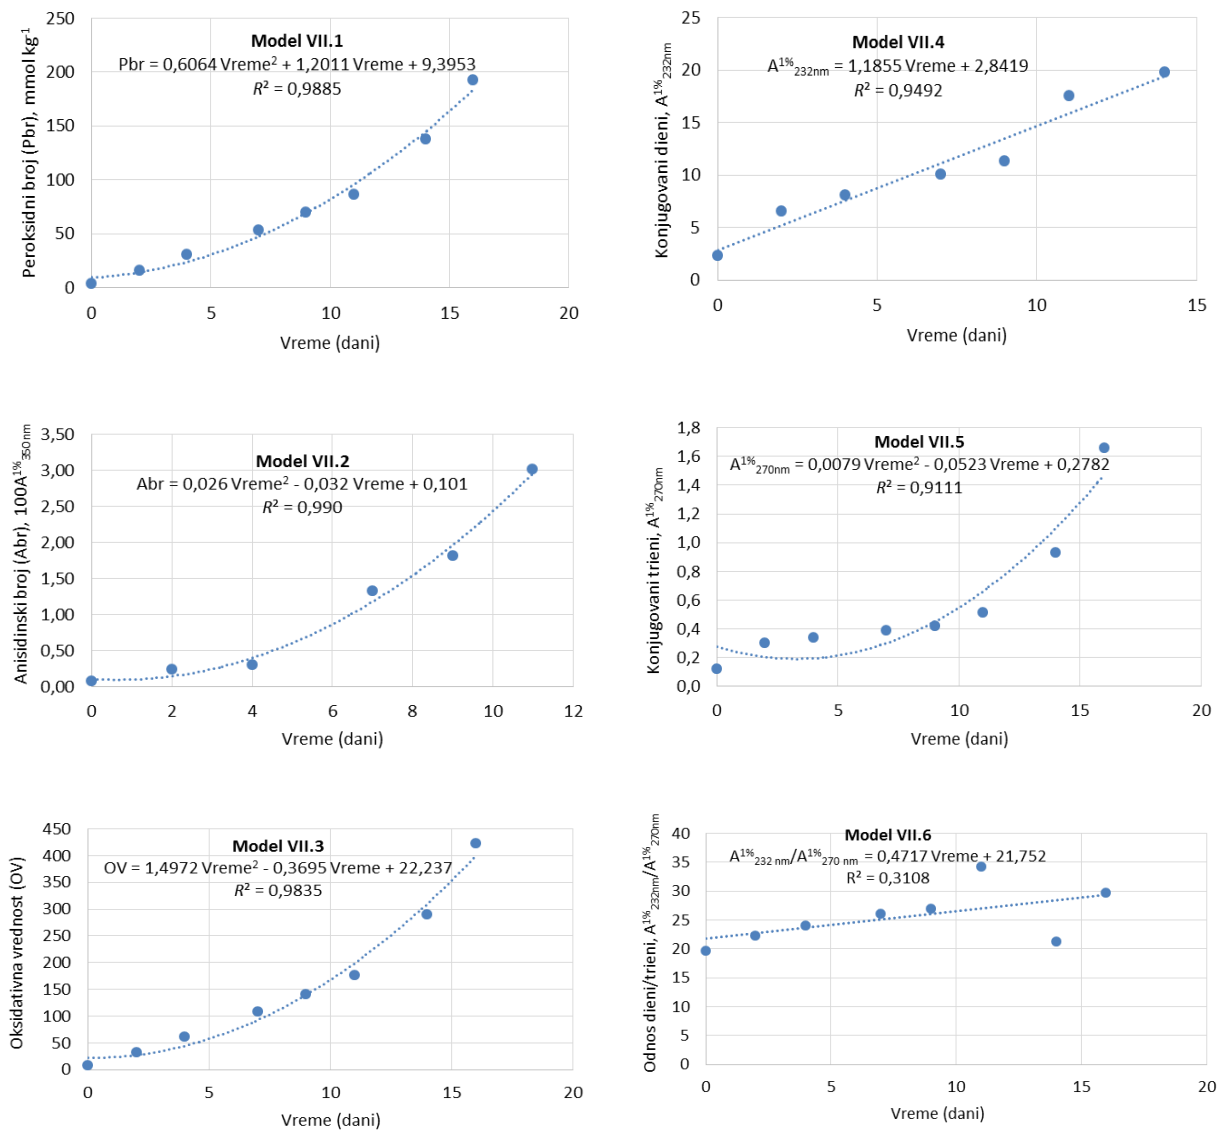 Model VII.1
Pbr = 0,6064 Vreme² + 1,2011 Vreme + 9,3953
R² = 0,9885
Peroksidni broj (Pbr), mmol kg⁻¹
250
200
150
100
50
0
0 5 10 15 20
Vreme (dani)
Model VII.4
A¹%₂₃₂nm = 1,1855 Vreme + 2,8419
R² = 0,9492
Konjugovani dieni, A¹%₂₃₂nm
25
20
15
10
5
0
0 5 10 15
Vreme (dani)
Model VII.2
Abr = 0,026 Vreme² - 0,032 Vreme + 0,101
R² = 0,990
Anisidinski broj (Abr), 100A¹%₃₅₀nm
3,50
3,00
2,50
2,00
1,50
1,00
0,50
0,00
0 2 4 6 8 10 12
Vreme (dani)
Model VII.5
A¹%₂₇₀nm = 0,0079 Vreme² - 0,0523 Vreme + 0,2782
R² = 0,9111
Konjugovani trieni, A¹%₂₇₀nm
1,8
1,6
1,4
1,2
1,0
0,8
0,6
0,4
0,2
0,0
0 5 10 15 20
Vreme (dani)
Model VII.3
OV = 1,4972 Vreme² - 0,3695 Vreme + 22,237
R² = 0,9835
Oksidativna vrednost (OV)
450
400
350
300
250
200
150
100
50
0
0 5 10 15 20
Vreme (dani)
Model VII.6
A¹%₂₃₂ nm/A¹%₂₇₀ nm = 0,4717 Vreme + 21,752
R² = 0,3108
Odnos dieni/trieni, A¹%₂₃₂nm/A¹%₂₇₀nm
40
35
30
25
20
15
10
5
0
0 5 10 15 20
Vreme (dani)